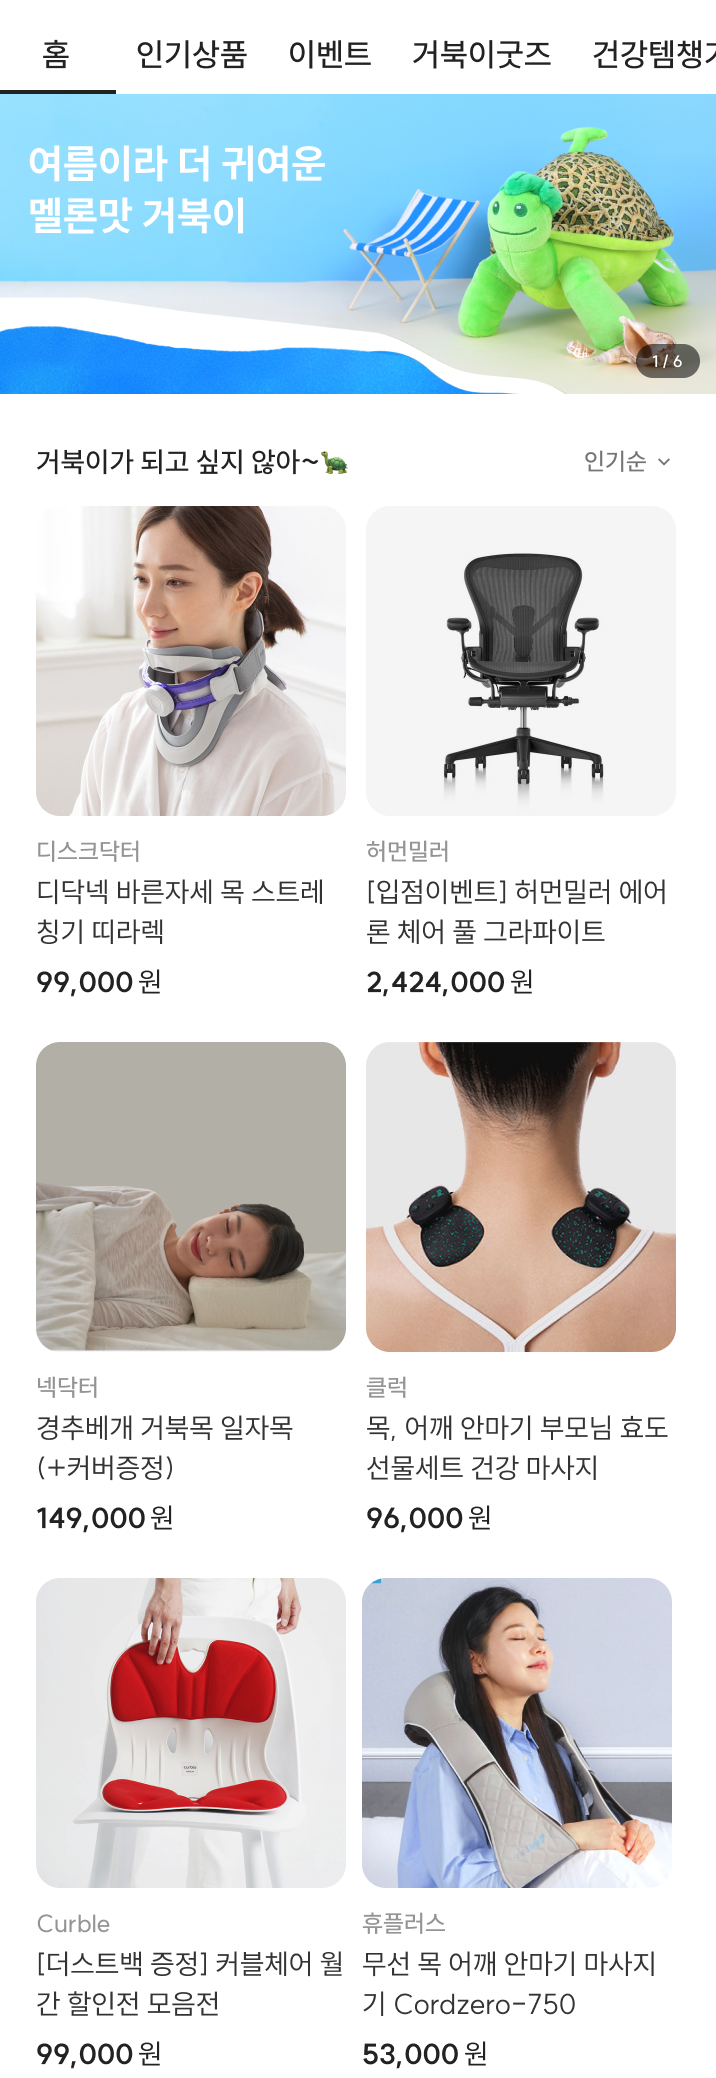 홈 인기상품 이벤트 거북이굿즈 건강템챙기
여름이라 더 귀여운
멜론맛 거북이
1 / 6
거북이가 되고 싶지 않아~🐢 인기순
디스크닥터
디닥넥 바른자세 목 스트레
칭기 띠라렉
99,000 원
허먼밀러
[입점이벤트] 허먼밀러 에어
론 체어 풀 그라파이트
2,424,000 원
넥닥터
경추베개 거북목 일자목
(+커버증정)
149,000 원
클럭
목, 어깨 안마기 부모님 효도
선물세트 건강 마사지
96,000 원
curble
Curble
[더스트백 증정] 커블체어 월
간 할인전 모음전
99,000 원
휴플러스
무선 목 어깨 안마기 마사지
기 Cordzero-750
53,000 원